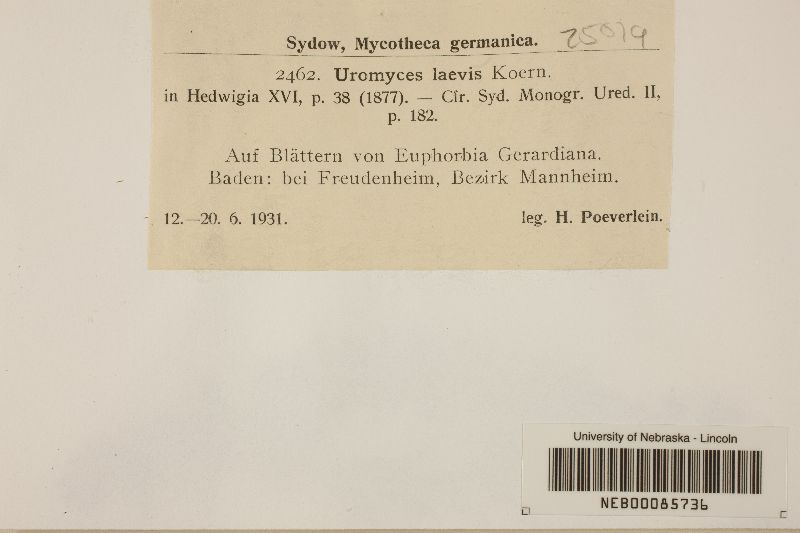 Sydow, Mycotheca germanica. 25019
2462. Uromyces laevis Koern.
in Hedwigia XVI, p. 38 (1877). — Cfr. Syd. Monogr. Ured. II,
p. 182.
Auf Blättern von Euphorbia Gerardiana.
Baden: bei Freudenheim, Bezirk Mannheim.
12.—20. 6. 1931. leg. H. Poeverlein.
University of Nebraska - Lincoln
NEB00085736